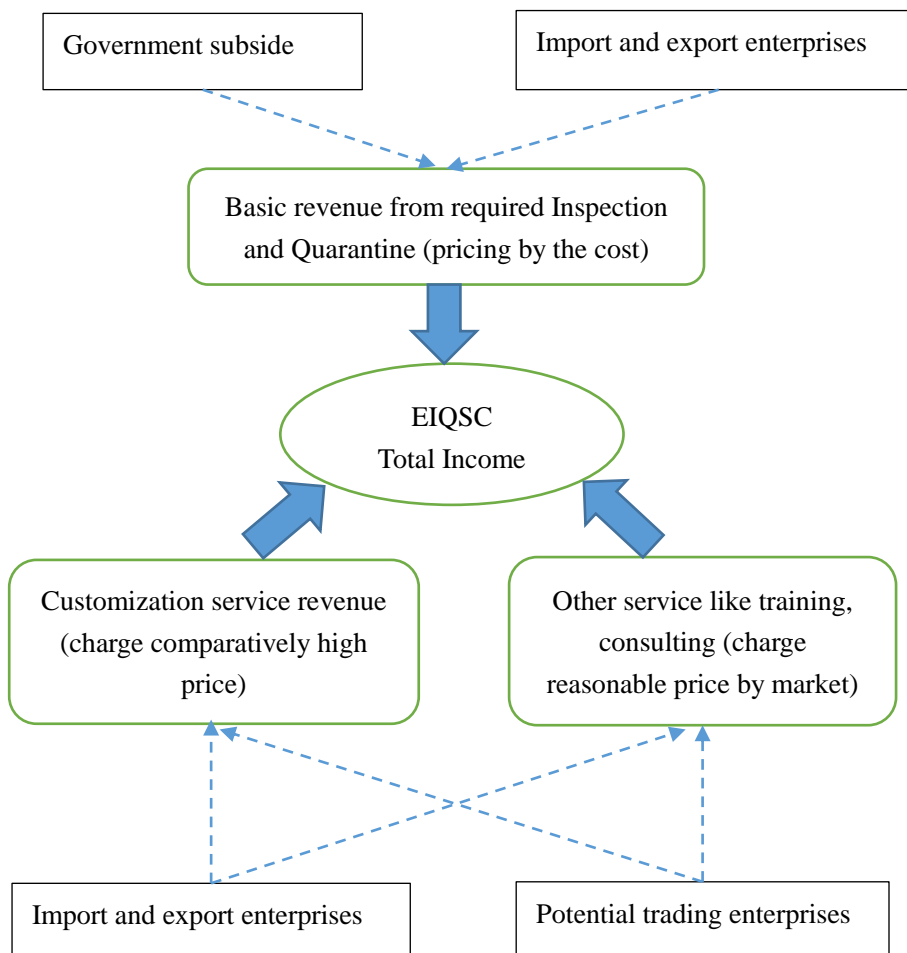 Government subside
Import and export enterprises
Basic revenue from required Inspection
and Quarantine (pricing by the cost)
EIQSC
Total Income
Customization service revenue
(charge comparatively high
price)
Other service like training,
consulting (charge
reasonable price by market)
Import and export enterprises
Potential trading enterprises